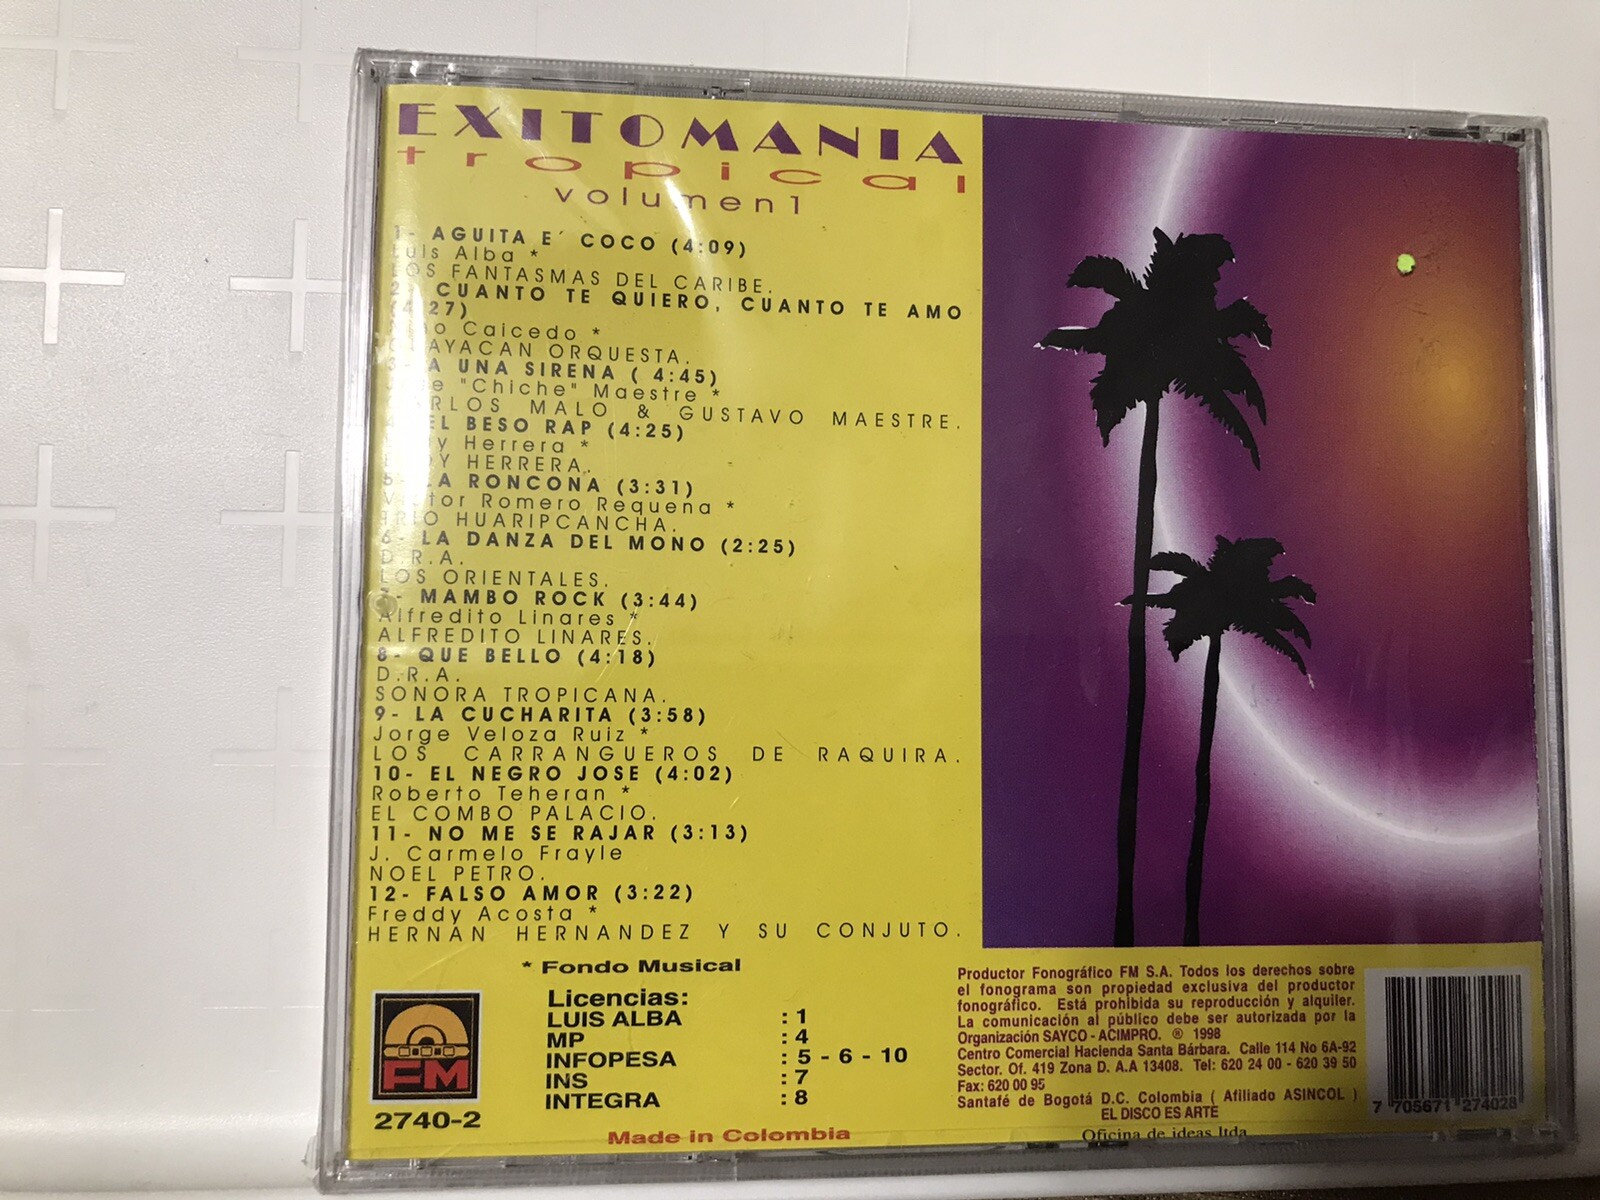 EXITOMANIA
tropical
volumen1
1- AGUITA E´ COCO (4:09)
Luis Alba *
LOS FANTASMAS DEL CARIBE.
2- CUANTO TE QUIERO, CUANTO TE AMO
(4:27)
Caicedo *
ORQUESTA.
3- A UNA SIRENA ( 4:45)
"Chiche" Maestre *
MALO & GUSTAVO MAESTRE.
EL BESO RAP (4:25)
Herrera *
HERRERA.
5- LA RONCONA (3:31)
Victor Romero Requena *
TRIO HUARIPCANCHA.
6- LA DANZA DEL MONO (2:25)
D.R.A.
LOS ORIENTALES.
7- MAMBO ROCK (3:44)
Alfredito Linares *
ALFREDITO LINARES.
8- QUE BELLO (4:18)
D.R.A.
SONORA TROPICANA.
9- LA CUCHARITA (3:58)
Jorge Veloza Ruiz *
LOS CARRANGUEROS DE RAQUIRA.
10- EL NEGRO JOSE (4:02)
Roberto Teheran *
EL COMBO PALACIO.
11- NO ME SE RAJAR (3:13)
J. Carmelo Frayle
NOEL PETRO.
12- FALSO AMOR (3:22)
Freddy Acosta *
HERNAN HERNANDEZ Y SU CONJUTO.
* Fondo Musical
Licencias:
LUIS ALBA : 1
MP : 4
INFOPESA : 5 - 6 - 10
INS : 7
INTEGRA : 8
FM
2740-2
Made in Colombia
Productor Fonográfico FM S.A. Todos los derechos sobre
el fonograma son propiedad exclusiva del productor
fonográfico. Está prohibida su reproducción y alquiler.
La comunicación al público debe ser autorizada por la
Organización SAYCO - ACIMPRO. ® 1998
Centro Comercial Hacienda Santa Bárbara. Calle 114 No 6A-92
Sector. Of. 419 Zona D. A.A 13408. Tel: 620 24 00 - 620 39 50
Fax: 620 00 95
Santafé de Bogotá D.C. Colombia ( Afiliado ASINCOL )
EL DISCO ES ARTE
Oficina de ideas ltda
7 705671 274028